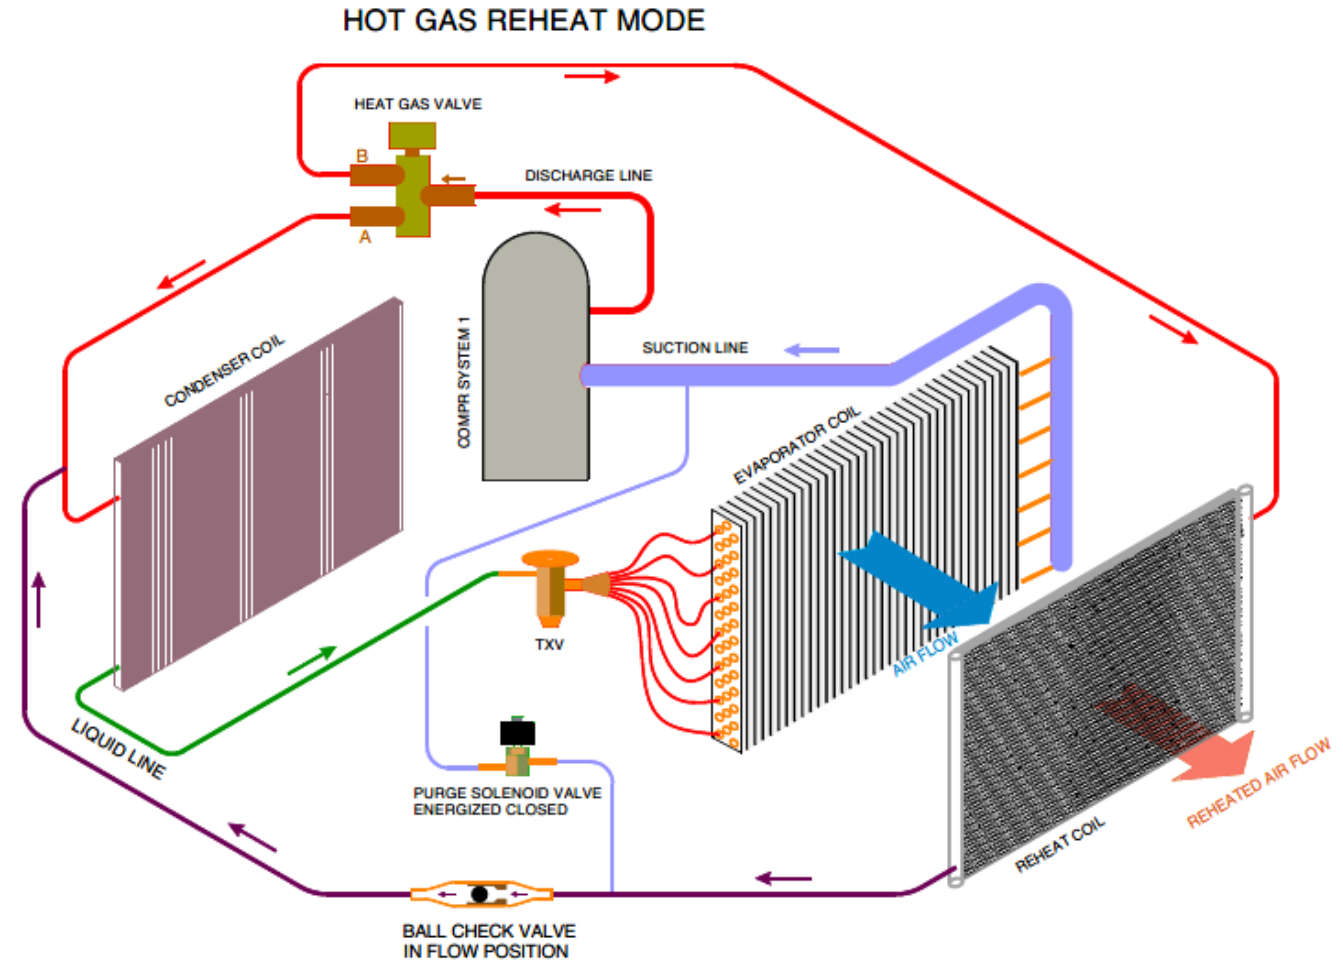 HOT GAS REHEAT MODE
HEAT GAS VALVE
B
A
DISCHARGE LINE
CONDENSER COIL
COMPR SYSTEM 1
SUCTION LINE
EVAPORATOR COIL
AIR FLOW
TXV
LIQUID LINE
PURGE SOLENOID VALVE
ENERGIZED CLOSED
REHEATED AIR FLOW
REHEAT COIL
BALL CHECK VALVE
IN FLOW POSITION